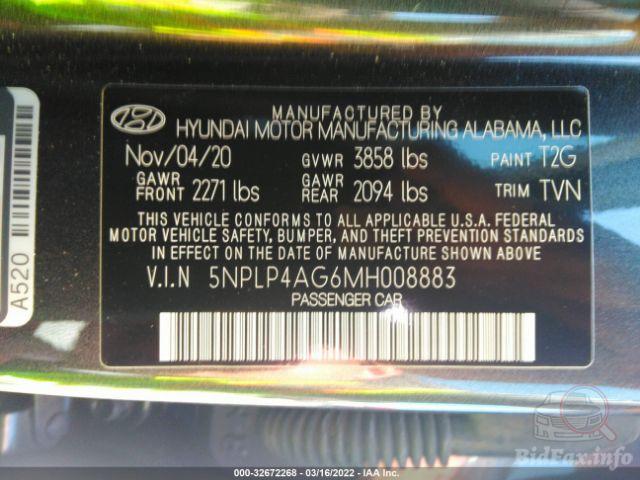 MANUFACTURED BY
HYUNDAI MOTOR MANUFACTURING ALABAMA, LLC
Nov/04/20 GVWR 3858 lbs PAINT T2G
GAWR FRONT 2271 lbs GAWR REAR 2094 lbs TRIM TVN
THIS VEHICLE CONFORMS TO ALL APPLICABLE U.S.A. FEDERAL
MOTOR VEHICLE SAFETY, BUMPER, AND THEFT PREVENTION STANDARDS
IN EFFECT ON THE DATE OF MANUFACTURE SHOWN ABOVE
V.I.N 5NPLP4AG6MH008883
PASSENGER CAR
A520
BidFax.info
000-32672268 - 03/16/2022 - IAA Inc.